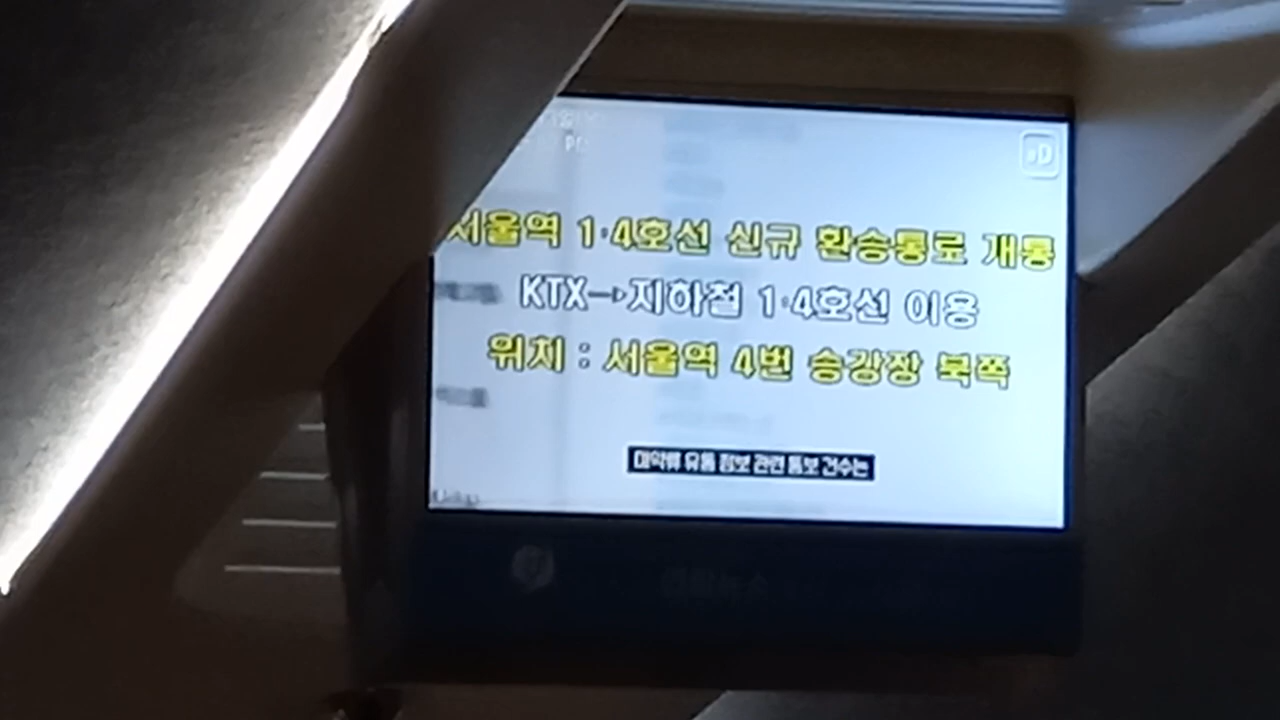 서울역 1·4호선 신규 환승통로 개통
KTX→지하철 1·4호선 이용
위치 : 서울역 4번 승강장 북쪽
마약류 유통 정보 관련 통보 건수는